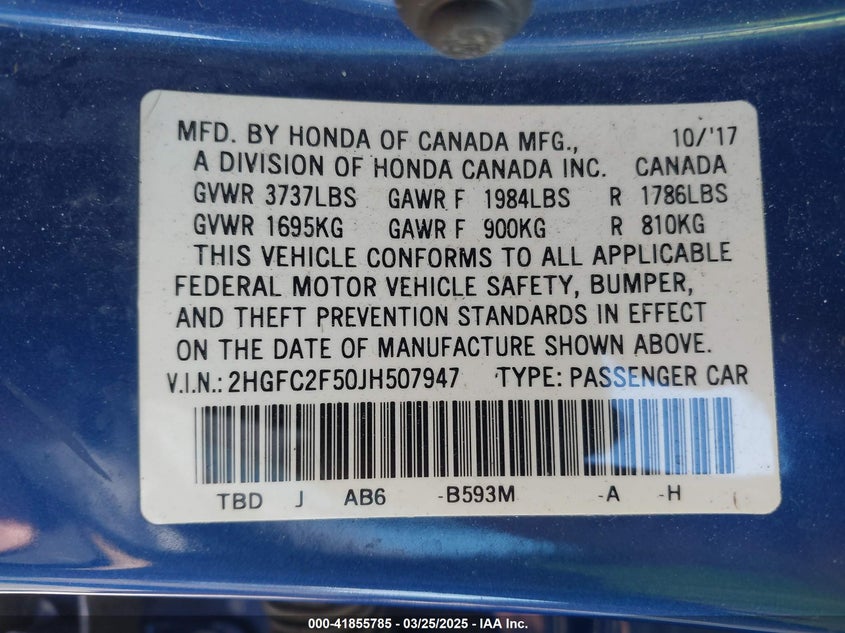 MFD. BY HONDA OF CANADA MFG., 10/'17
A DIVISION OF HONDA CANADA INC. CANADA
GVWR 3737LBS GAWR F 1984LBS R 1786LBS
GVWR 1695KG GAWR F 900KG R 810KG
THIS VEHICLE CONFORMS TO ALL APPLICABLE
FEDERAL MOTOR VEHICLE SAFETY, BUMPER,
AND THEFT PREVENTION STANDARDS IN EFFECT
ON THE DATE OF MANUFACTURE SHOWN ABOVE.
V.I.N.: 2HGFC2F50JH507947 TYPE: PASSENGER CAR
TBD J AB6 -B593M -A -H
000-41855785 - 03/25/2025 - IAA Inc.